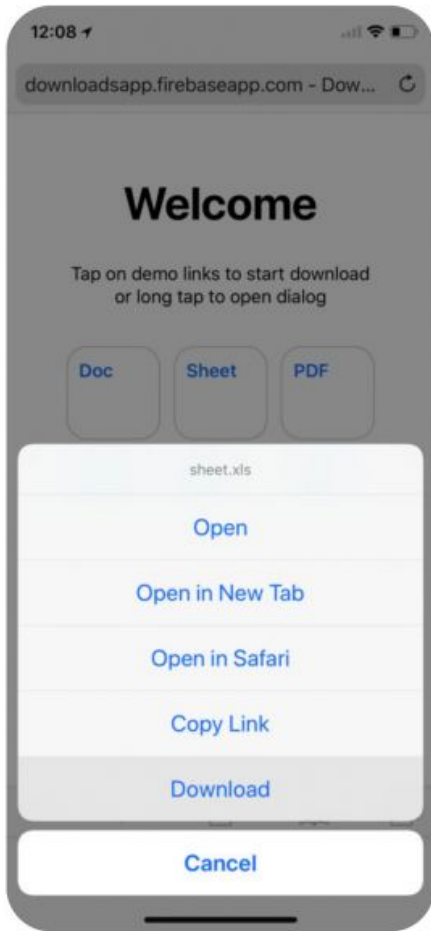 12:08
downloadsapp.firebaseapp.com - Dow...
Welcome
Tap on demo links to start download
or long tap to open dialog
Doc Sheet PDF
sheet.xls
Open
Open in New Tab
Open in Safari
Copy Link
Download
Cancel